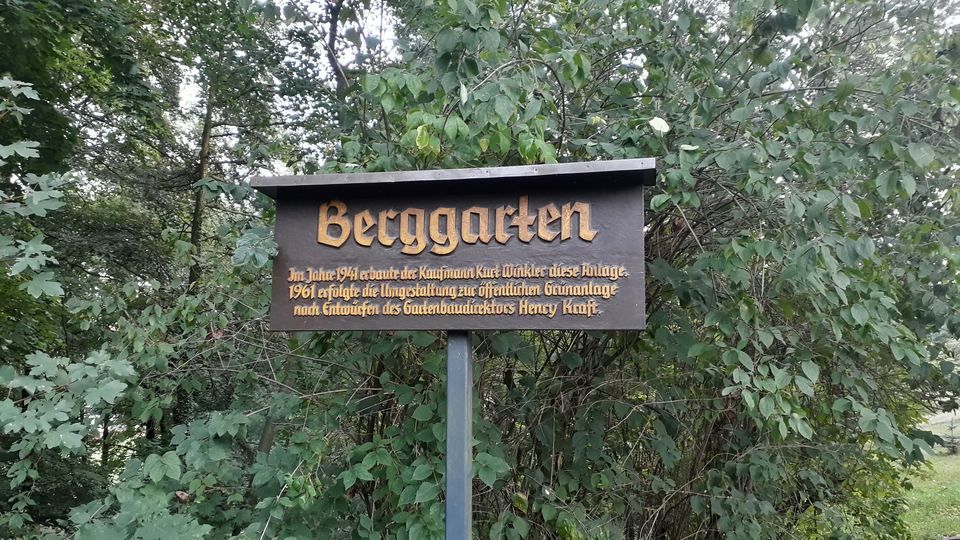 Berggarten
Im Jahre 1941 erbaute der Kaufmann Kurt Winkler diese Anlage.
1961 erfolgte die Umgestaltung zur öffentlichen Grünanlage
nach Entwürfen des Gartenbaudirektors Henry Kraft.